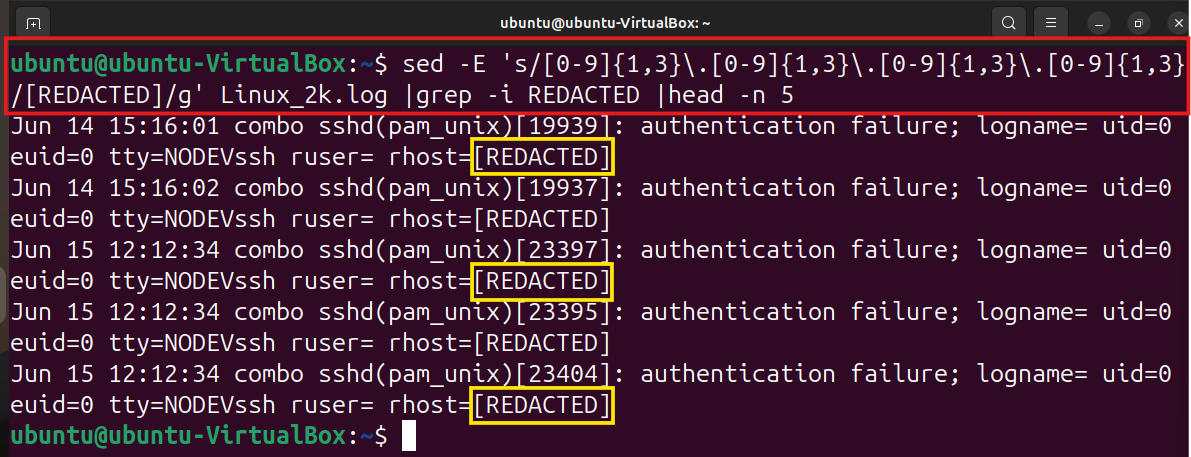 ubuntu@ubuntu-VirtualBox: ~
ubuntu@ubuntu-VirtualBox:~$ sed -E 's/[0-9]{1,3}\.[0-9]{1,3}\.[0-9]{1,3}\.[0-9]{1,3}
/[REDACTED]/g' Linux_2k.log |grep -i REDACTED |head -n 5
Jun 14 15:16:01 combo sshd(pam_unix)[19939]: authentication failure; logname= uid=0
euid=0 tty=NODEVssh ruser= rhost=[REDACTED]
Jun 14 15:16:02 combo sshd(pam_unix)[19937]: authentication failure; logname= uid=0
euid=0 tty=NODEVssh ruser= rhost=[REDACTED]
Jun 15 12:12:34 combo sshd(pam_unix)[23397]: authentication failure; logname= uid=0
euid=0 tty=NODEVssh ruser= rhost=[REDACTED]
Jun 15 12:12:34 combo sshd(pam_unix)[23395]: authentication failure; logname= uid=0
euid=0 tty=NODEVssh ruser= rhost=[REDACTED]
Jun 15 12:12:34 combo sshd(pam_unix)[23404]: authentication failure; logname= uid=0
euid=0 tty=NODEVssh ruser= rhost=[REDACTED]
ubuntu@ubuntu-VirtualBox:~$